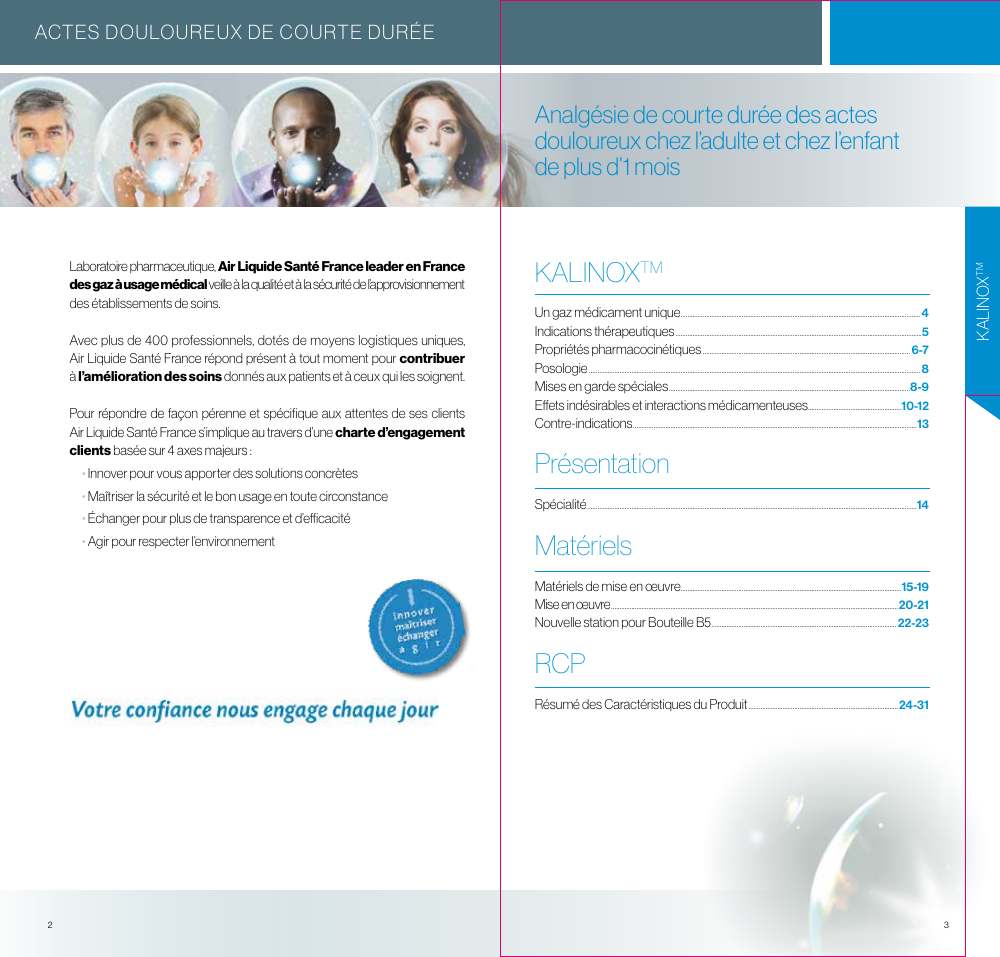 ACTES DOULOUREUX DE COURTE DURÉE
Analgésie de courte durée des actes
douloureux chez l'adulte et chez l'enfant
de plus d'1 mois
Laboratoire pharmaceutique, Air Liquide Santé France leader en France
des gaz à usage médical veille à la qualité et à la sécurité de l'approvisionnement
des établissements de soins.
Avec plus de 400 professionnels, dotés de moyens logistiques uniques,
Air Liquide Santé France répond présent à tout moment pour contribuer
à l'amélioration des soins donnés aux patients et à ceux qui les soignent.
Pour répondre de façon pérenne et spécifique aux attentes de ses clients
Air Liquide Santé France s'implique au travers d'une charte d'engagement
clients basée sur 4 axes majeurs :
• Innover pour vous apporter des solutions concrètes
• Maîtriser la sécurité et le bon usage en toute circonstance
• Échanger pour plus de transparence et d'efficacité
• Agir pour respecter l'environnement
innover
maîtriser
échanger
agir
Votre confiance nous engage chaque jour
2
KALINOX™
Un gaz médicament unique 4
Indications thérapeutiques 5
Propriétés pharmacocinétiques 6-7
Posologie 8
Mises en garde spéciales 8-9
Effets indésirables et interactions médicamenteuses 10-12
Contre-indications 13
Présentation
Spécialité 14
Matériels
Matériels de mise en œuvre 15-19
Mise en œuvre 20-21
Nouvelle station pour Bouteille B5 22-23
RCP
Résumé des Caractéristiques du Produit 24-31
KALINOX™
3